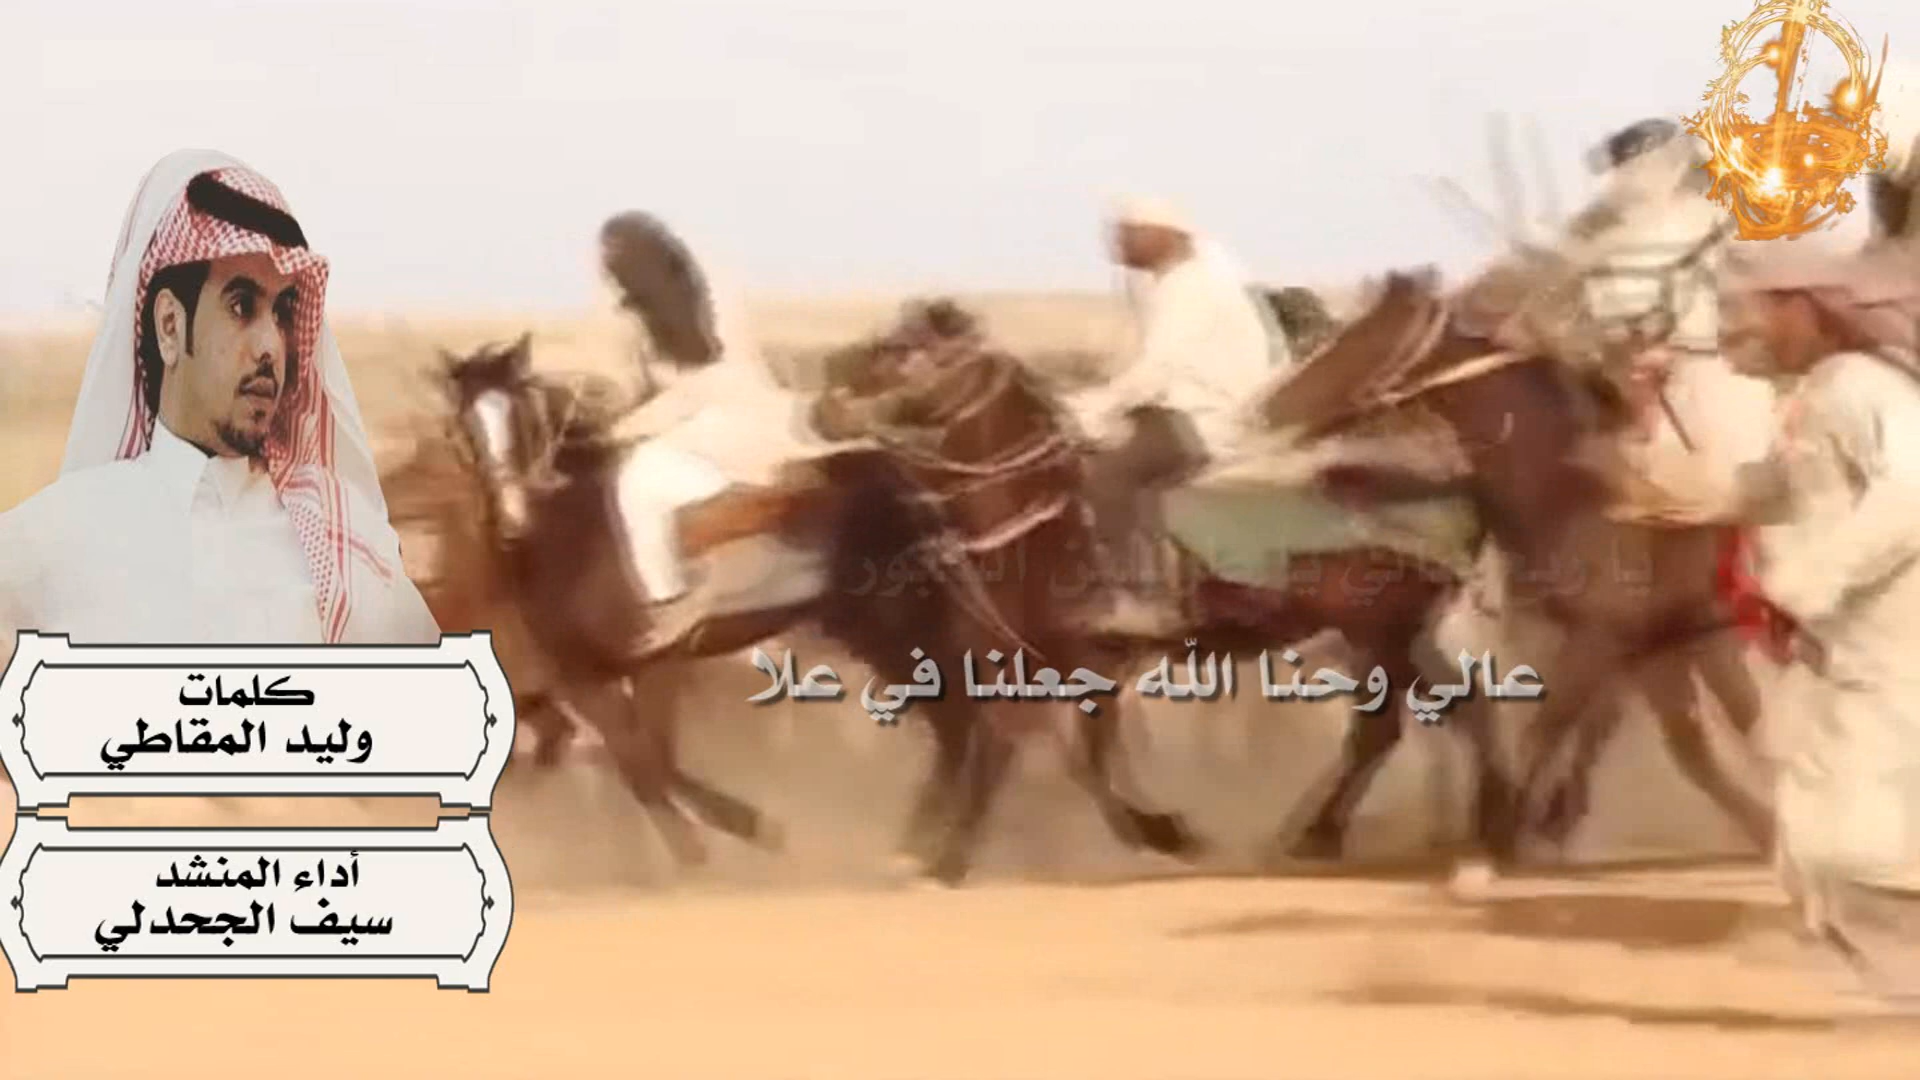 عالي وحنا الله جعلنا في علا
كلمات
وليد المقاطي
أداء المنشد
سيف الجحدلي